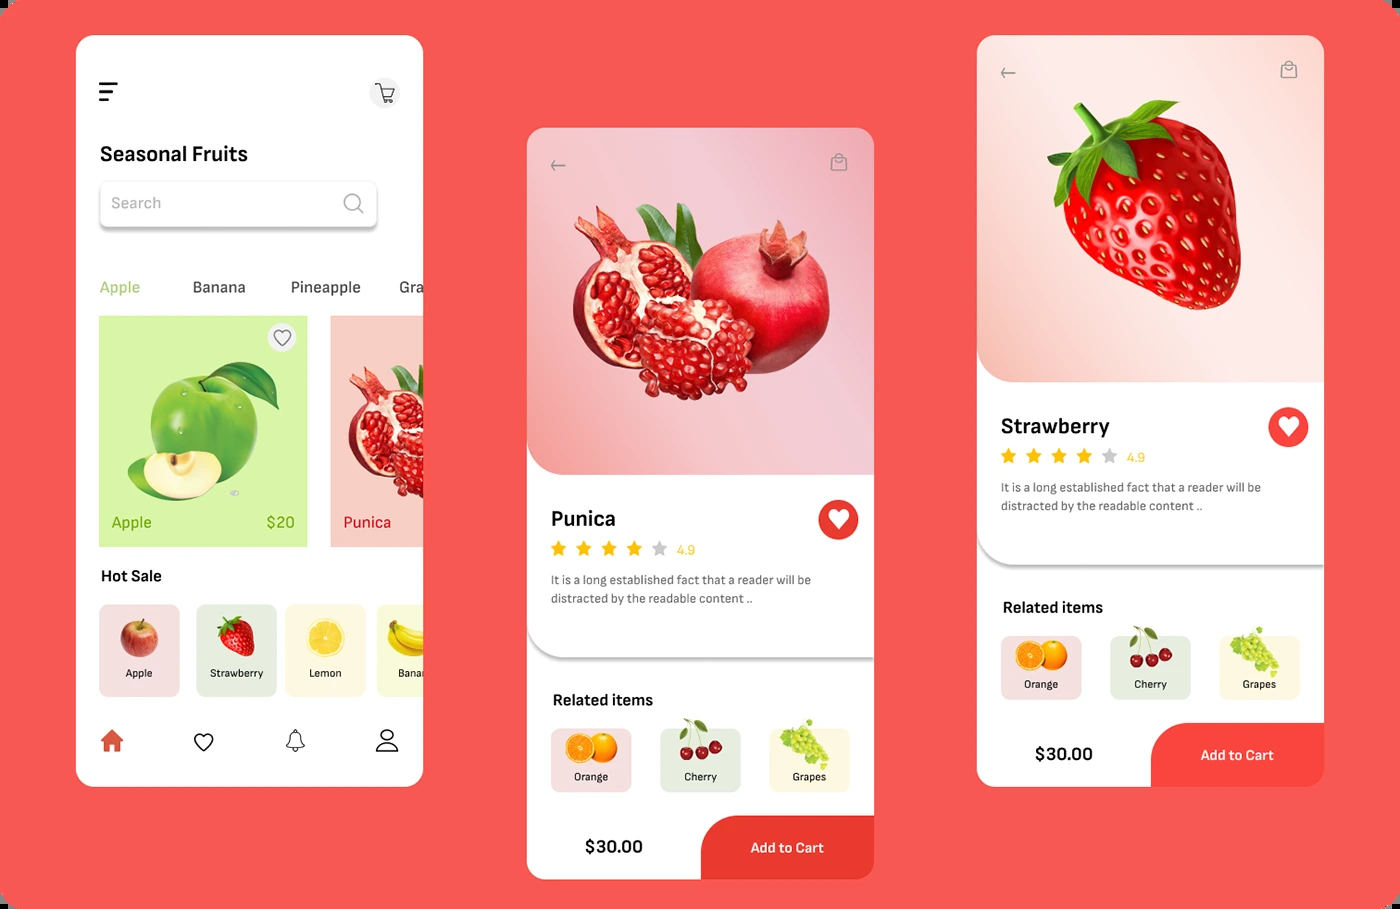 Seasonal Fruits
Search
Apple Banana Pineapple Gra
Apple $20
Punica
Hot Sale
Apple Strawberry Lemon Banan
Punica
4.9
It is a long established fact that a reader will be
distracted by the readable content ..
Related items
Orange Cherry Grapes
$30.00 Add to Cart
Strawberry
4.9
It is a long established fact that a reader will be
distracted by the readable content ..
Related items
Orange Cherry Grapes
$30.00 Add to Cart